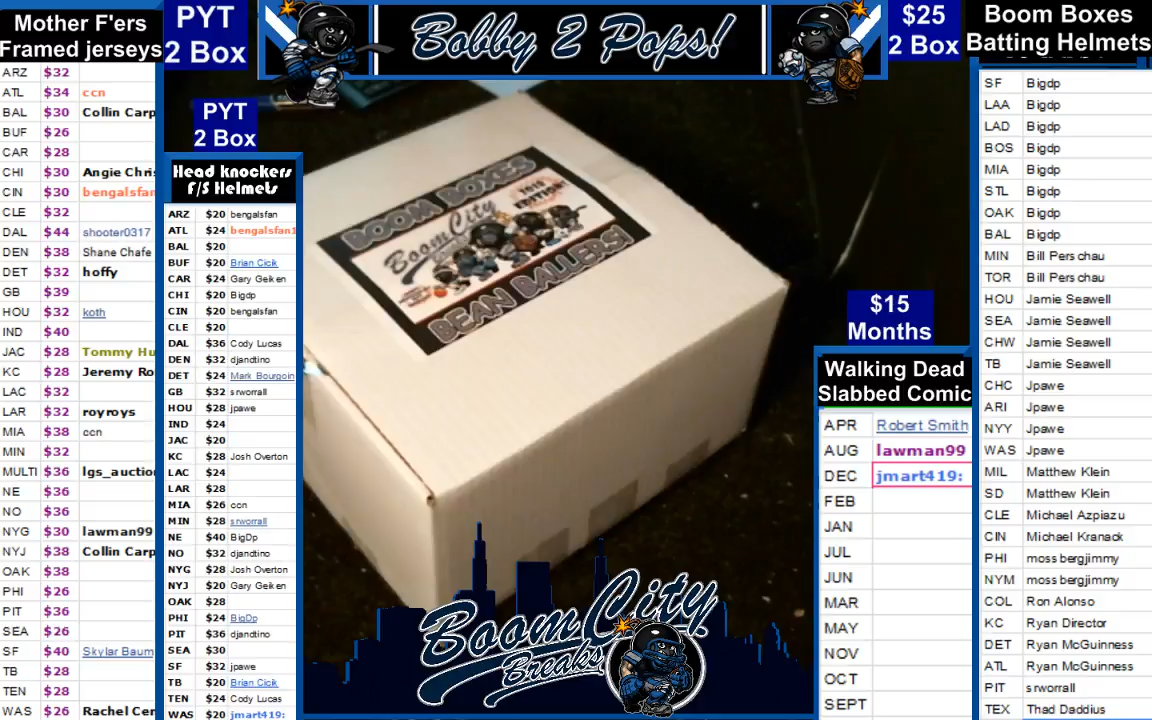 Mother F'ers
Framed jerseys
ARZ $32
ATL $34 ccn
BAL $30 Collin Carp
BUF $26
CAR $28
CHI $30 Angie Chris
CIN $30 bengalsfan
CLE $32
DAL $44 shooter0317
DEN $38 Shane Chafe
DET $32 hoffy
GB $39
HOU $32 koth
IND $40
JAC $28 Tommy Hu
KC $28 Jeremy Ro
LAC $32
LAR $32 royroys
MIA $38 ccn
MIN $32
MULTI $36 lgs_auctio
NE $36
NO $36
NYG $30 lawman99
NYJ $38 Collin Carp
OAK $38
PHI $26
PIT $36
SEA $26
SF $40 Skylar Baum
TB $28
TEN $28
WAS $26 Rachel Cer
PYT
2 Box
PYT
2 Box
Head knockers
F/S Helmets
ARZ $20 bengalsfan
ATL $24 bengalsfan1
BAL $20
BUF $20 Brian Cicik
CAR $24 Gary Geiken
CHI $20 Bigdp
CIN $20 bengalsfan
CLE $20
DAL $36 Cody Lucas
DEN $32 djandtino
DET $24 Mark Bourgoin
GB $32 srworrall
HOU $28 jpawe
IND $24
JAC $20
KC $28 Josh Overton
LAC $24
LAR $28
MIA $26 ccn
MIN $28 srworrall
NE $40 BigDp
NO $32 djandtino
NYG $28 Josh Overton
NYJ $20 Gary Geiken
OAK $28
PHI $24 BigDp
PIT $36 djandtino
SEA $30
SF $32 jpawe
TB $20 Brian Cicik
TEN $24 Cody Lucas
WAS $20 jmart419:
Bobby 2 Pops!
BOOM BOXES
2018
EDITION!
BoomCity
BEAN BALLERS!
BoomCity
Breaks
$25
2 Box
$15
Months
Walking Dead
Slabbed Comic
APR Robert Smith
AUG lawman99
DEC jmart419:
FEB
JAN
JUL
JUN
MAR
MAY
NOV
OCT
SEPT
Boom Boxes
Batting Helmets
SF Bigdp
LAA Bigdp
LAD Bigdp
BOS Bigdp
MIA Bigdp
STL Bigdp
OAK Bigdp
BAL Bigdp
MIN Bill Perschau
TOR Bill Perschau
HOU Jamie Seawell
SEA Jamie Seawell
CHW Jamie Seawell
TB Jamie Seawell
CHC Jpawe
ARI Jpawe
NYY Jpawe
WAS Jpawe
MIL Matthew Klein
SD Matthew Klein
CLE Michael Azpiazu
CIN Michael Kranack
PHI mossbergjimmy
NYM mossbergjimmy
COL Ron Alonso
KC Ryan Director
DET Ryan McGuinness
ATL Ryan McGuinness
PIT srworrall
TEX Thad Daddius